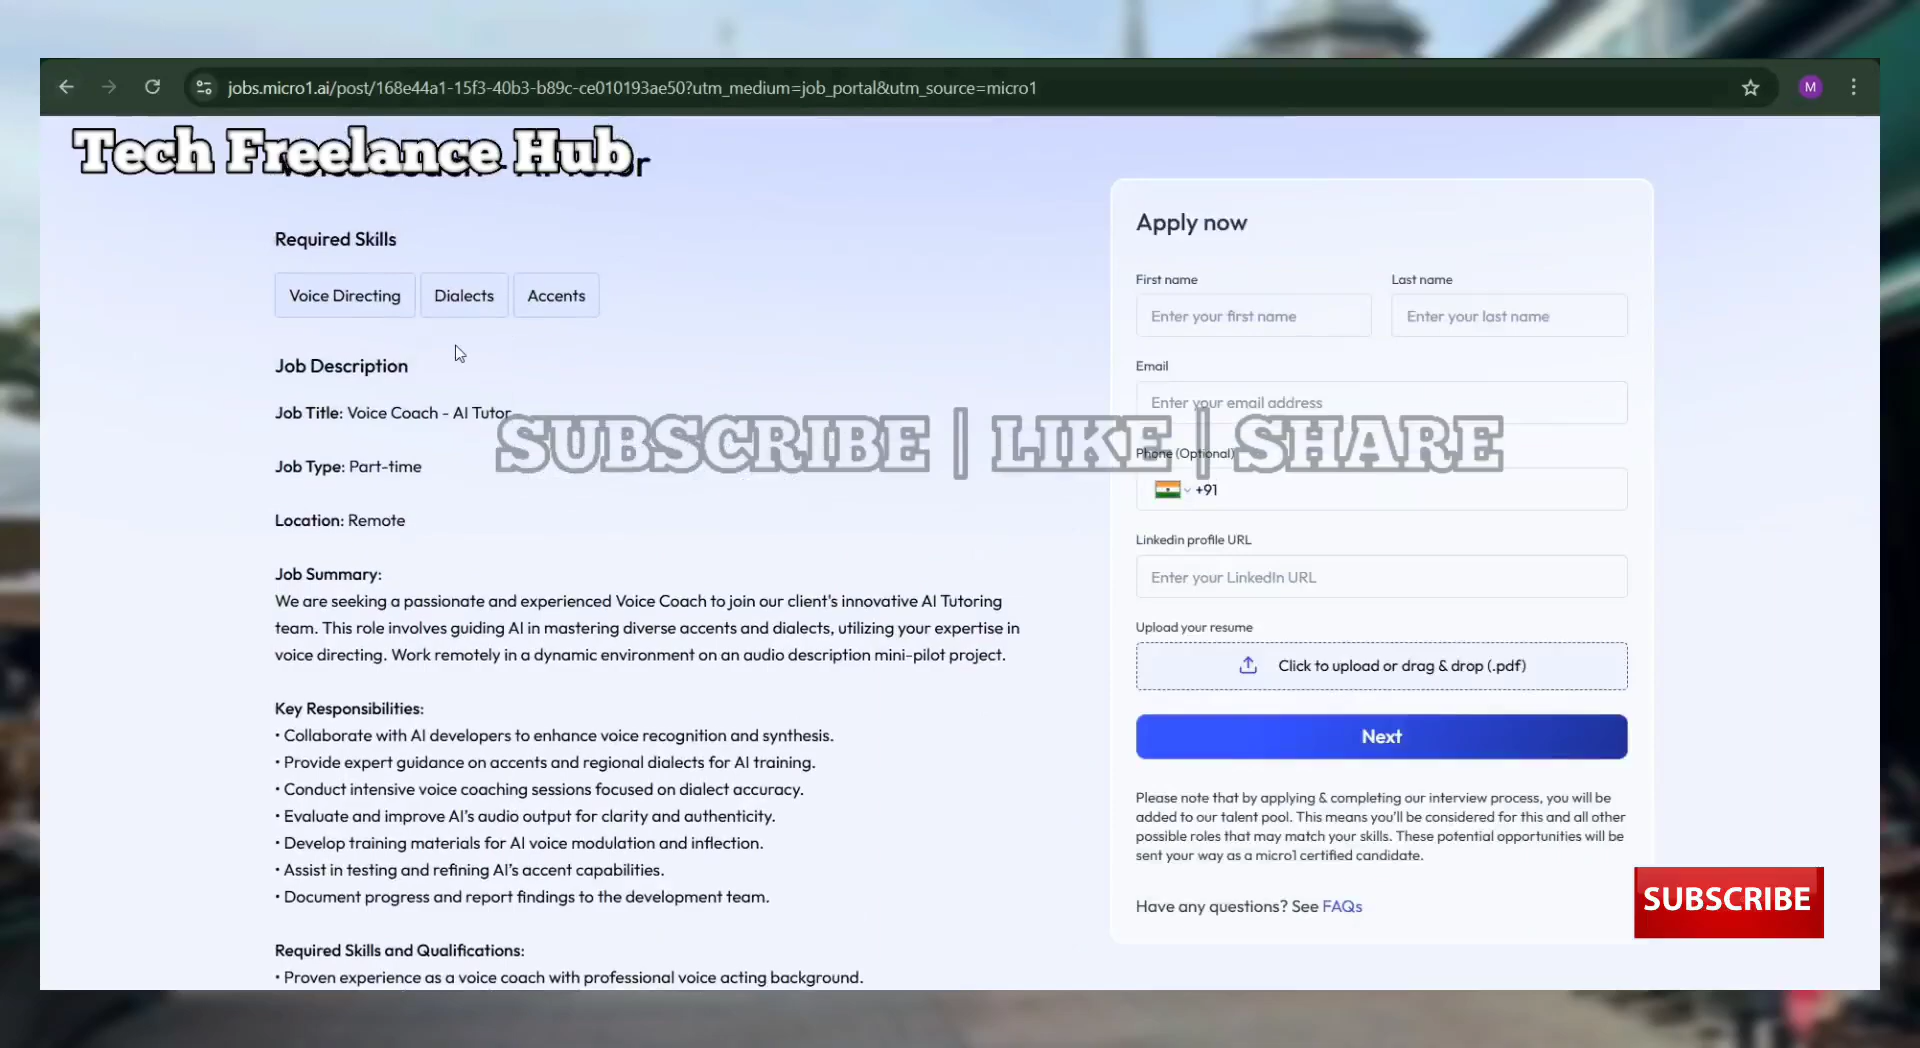 jobs.micro1.ai/post/168e44a1-15f3-40b3-b89c-ce010193ae50?utm_medium=job_portal&utm_source=micro1
M
Tech Freelance Hub
Required Skills
Voice Directing
Dialects
Accents
Job Description
Job Title: Voice Coach - AI Tutor
Job Type: Part-time
Location: Remote
Job Summary:
We are seeking a passionate and experienced Voice Coach to join our client's innovative AI Tutoring
team. This role involves guiding AI in mastering diverse accents and dialects, utilizing your expertise in
voice directing. Work remotely in a dynamic environment on an audio description mini-pilot project.
Key Responsibilities:
• Collaborate with AI developers to enhance voice recognition and synthesis.
• Provide expert guidance on accents and regional dialects for AI training.
• Conduct intensive voice coaching sessions focused on dialect accuracy.
• Evaluate and improve AI's audio output for clarity and authenticity.
• Develop training materials for AI voice modulation and inflection.
• Assist in testing and refining AI's accent capabilities.
• Document progress and report findings to the development team.
Required Skills and Qualifications:
• Proven experience as a voice coach with professional voice acting background.
SUBSCRIBE | LIKE | SHARE
Apply now
First name
Last name
Enter your first name
Enter your last name
Email
Enter your email address
Phone (Optional)
+91
Linkedin profile URL
Enter your LinkedIn URL
Upload your resume
Click to upload or drag & drop (.pdf)
Next
Please note that by applying & completing our interview process, you will be
added to our talent pool. This means you'll be considered for this and all other
possible roles that may match your skills. These potential opportunities will be
sent your way as a micro1 certified candidate.
Have any questions? See FAQs
SUBSCRIBE